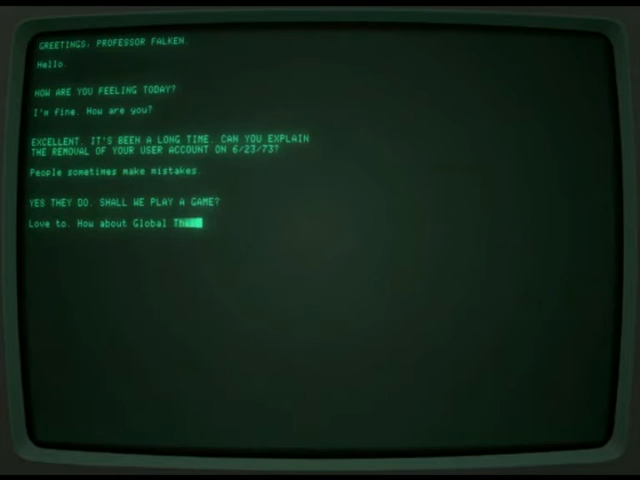 GREETINGS, PROFESSOR FALKEN.
Hello.
HOW ARE YOU FEELING TODAY?
I'm fine. How are you?
EXCELLENT. IT'S BEEN A LONG TIME. CAN YOU EXPLAIN
THE REMOVAL OF YOUR USER ACCOUNT ON 6/23/73?
People sometimes make mistakes.
YES THEY DO. SHALL WE PLAY A GAME?
Love to. How about Global